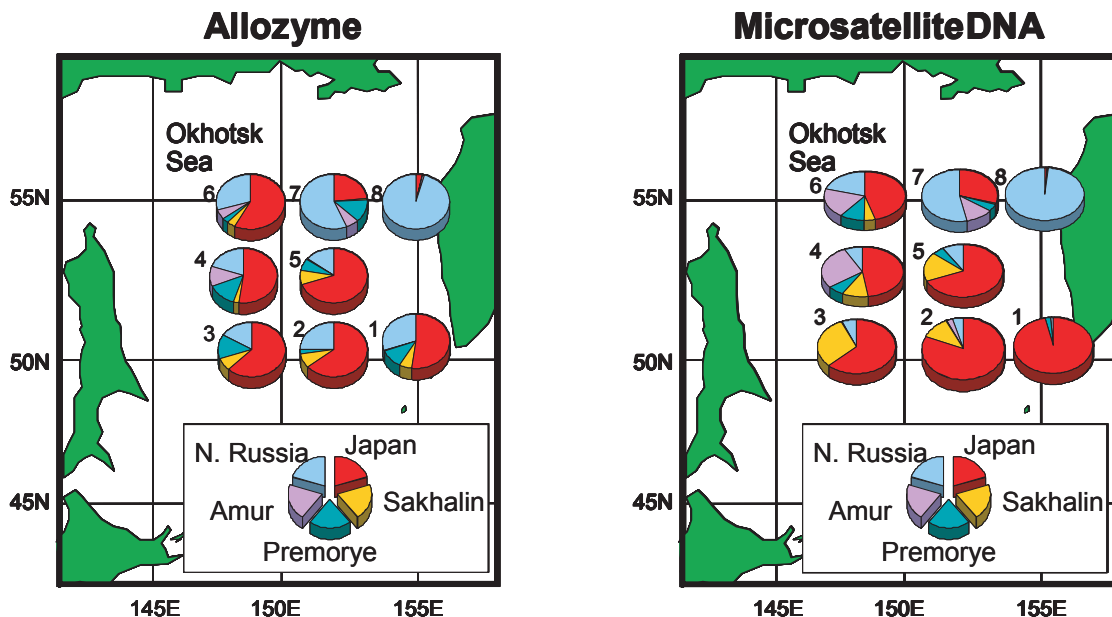 Allozyme
Okhotsk
Sea
6
7
8
4
5
3
2
1
55N
50N
45N
N. Russia
Japan
Amur
Sakhalin
Premorye
145E
150E
155E
MicrosatelliteDNA
Okhotsk
Sea
6
7
8
4
5
3
2
1
55N
50N
45N
N. Russia
Japan
Amur
Sakhalin
Premorye
145E
150E
155E